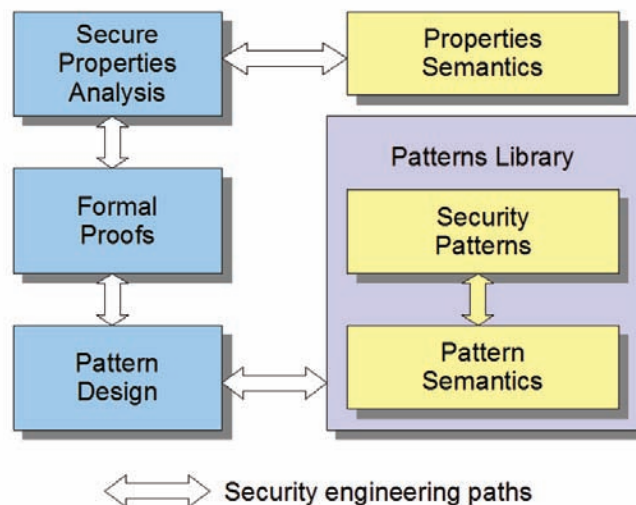 Secure
Properties
Analysis
Properties
Semantics
Patterns Library
Formal
Proofs
Security
Patterns
Pattern
Design
Pattern
Semantics
Security engineering paths